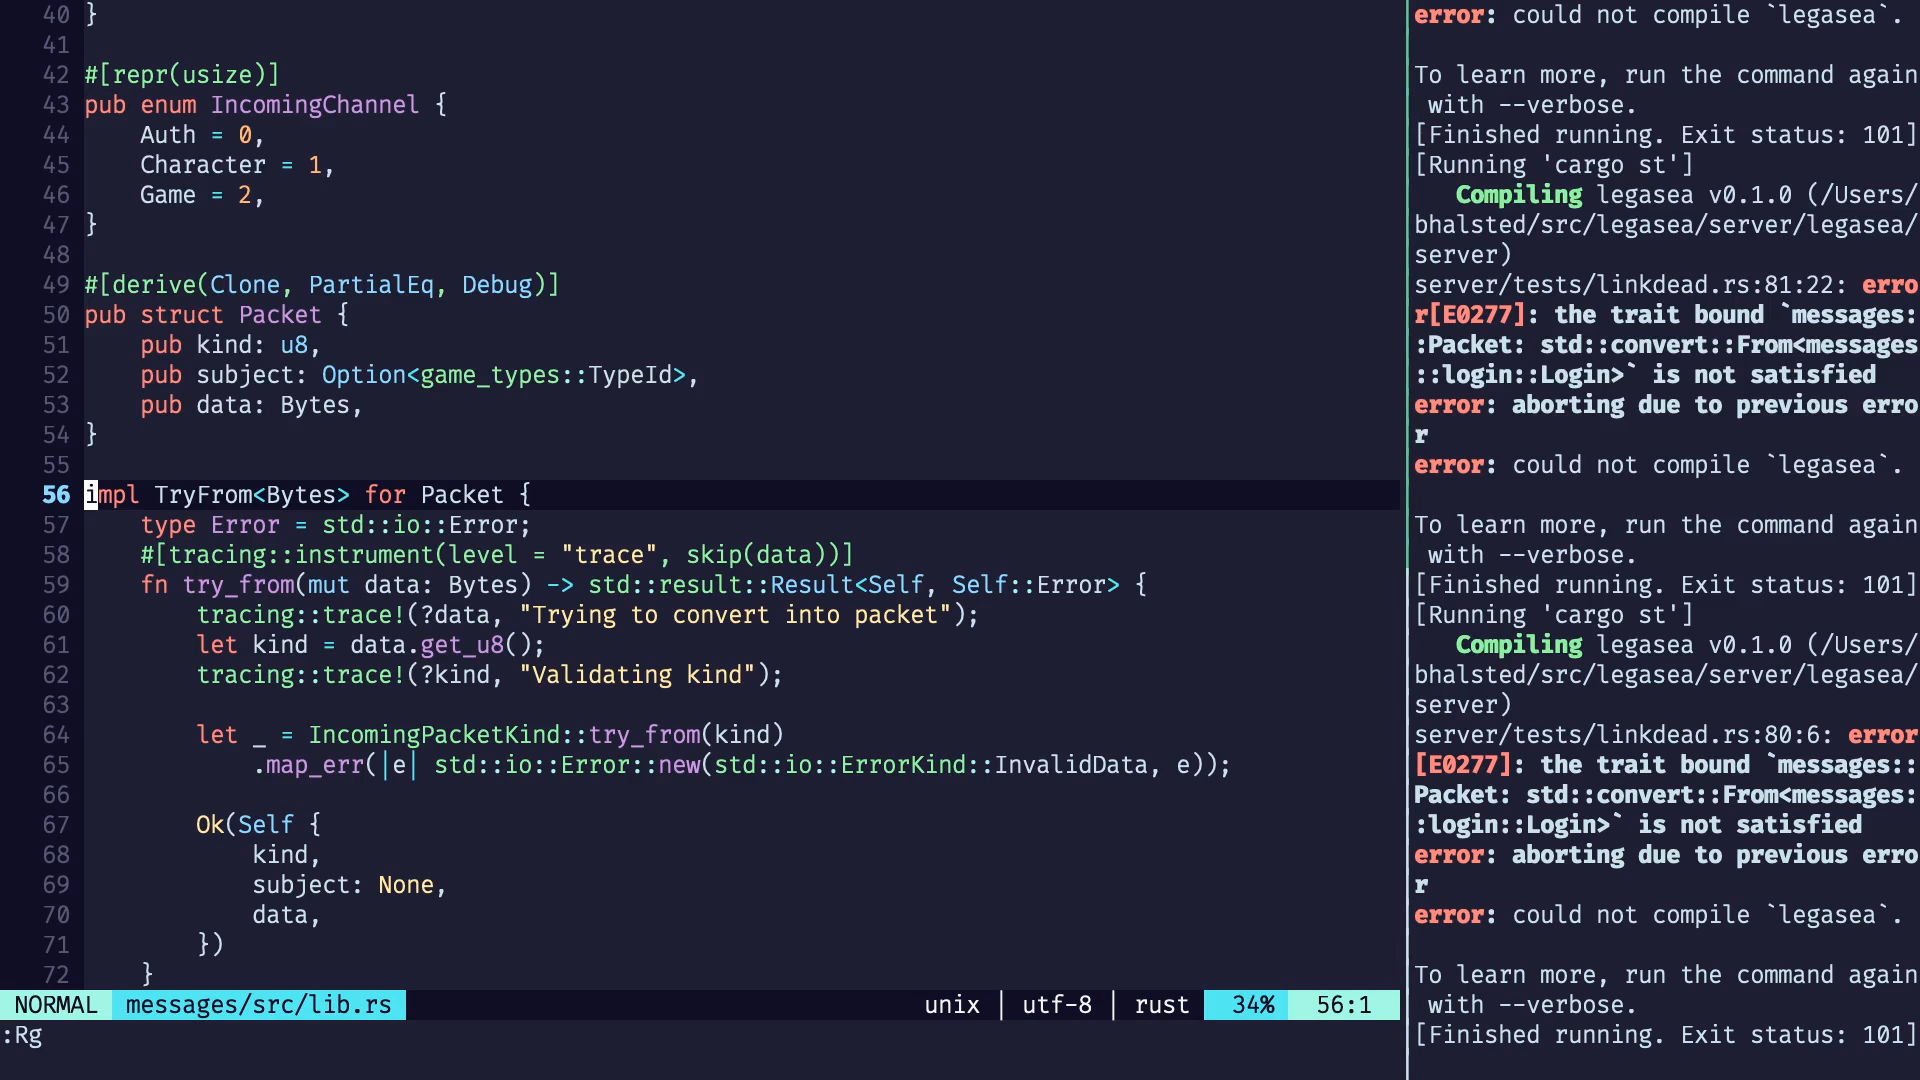 40 }
41
42 #[repr(usize)]
43 pub enum IncomingChannel {
44     Auth = 0,
45     Character = 1,
46     Game = 2,
47 }
48
49 #[derive(Clone, PartialEq, Debug)]
50 pub struct Packet {
51     pub kind: u8,
52     pub subject: Option<game_types::TypeId>,
53     pub data: Bytes,
54 }
55
56 impl TryFrom<Bytes> for Packet {
57     type Error = std::io::Error;
58     #[tracing::instrument(level = "trace", skip(data))]
59     fn try_from(mut data: Bytes) -> std::result::Result<Self, Self::Error> {
60         tracing::trace!(?data, "Trying to convert into packet");
61         let kind = data.get_u8();
62         tracing::trace!(?kind, "Validating kind");
63
64         let _ = IncomingPacketKind::try_from(kind)
65             .map_err(|e| std::io::Error::new(std::io::ErrorKind::InvalidData, e));
66
67         Ok(Self {
68             kind,
69             subject: None,
70             data,
71         })
72     }
NORMAL messages/src/lib.rs unix | utf-8 | rust 34% 56:1
:Rg
error: could not compile `legasea`.

To learn more, run the command again
 with --verbose.
[Finished running. Exit status: 101]
[Running 'cargo st']
   Compiling legasea v0.1.0 (/Users/
bhalsted/src/legasea/server/legasea/
server)
server/tests/linkdead.rs:81:22: erro
r[E0277]: the trait bound `messages:
:Packet: std::convert::From<messages
::login::Login>` is not satisfied
error: aborting due to previous erro
r
error: could not compile `legasea`.

To learn more, run the command again
 with --verbose.
[Finished running. Exit status: 101]
[Running 'cargo st']
   Compiling legasea v0.1.0 (/Users/
bhalsted/src/legasea/server/legasea/
server)
server/tests/linkdead.rs:80:6: error
[E0277]: the trait bound `messages::
Packet: std::convert::From<messages:
:login::Login>` is not satisfied
error: aborting due to previous erro
r
error: could not compile `legasea`.

To learn more, run the command again
 with --verbose.
[Finished running. Exit status: 101]